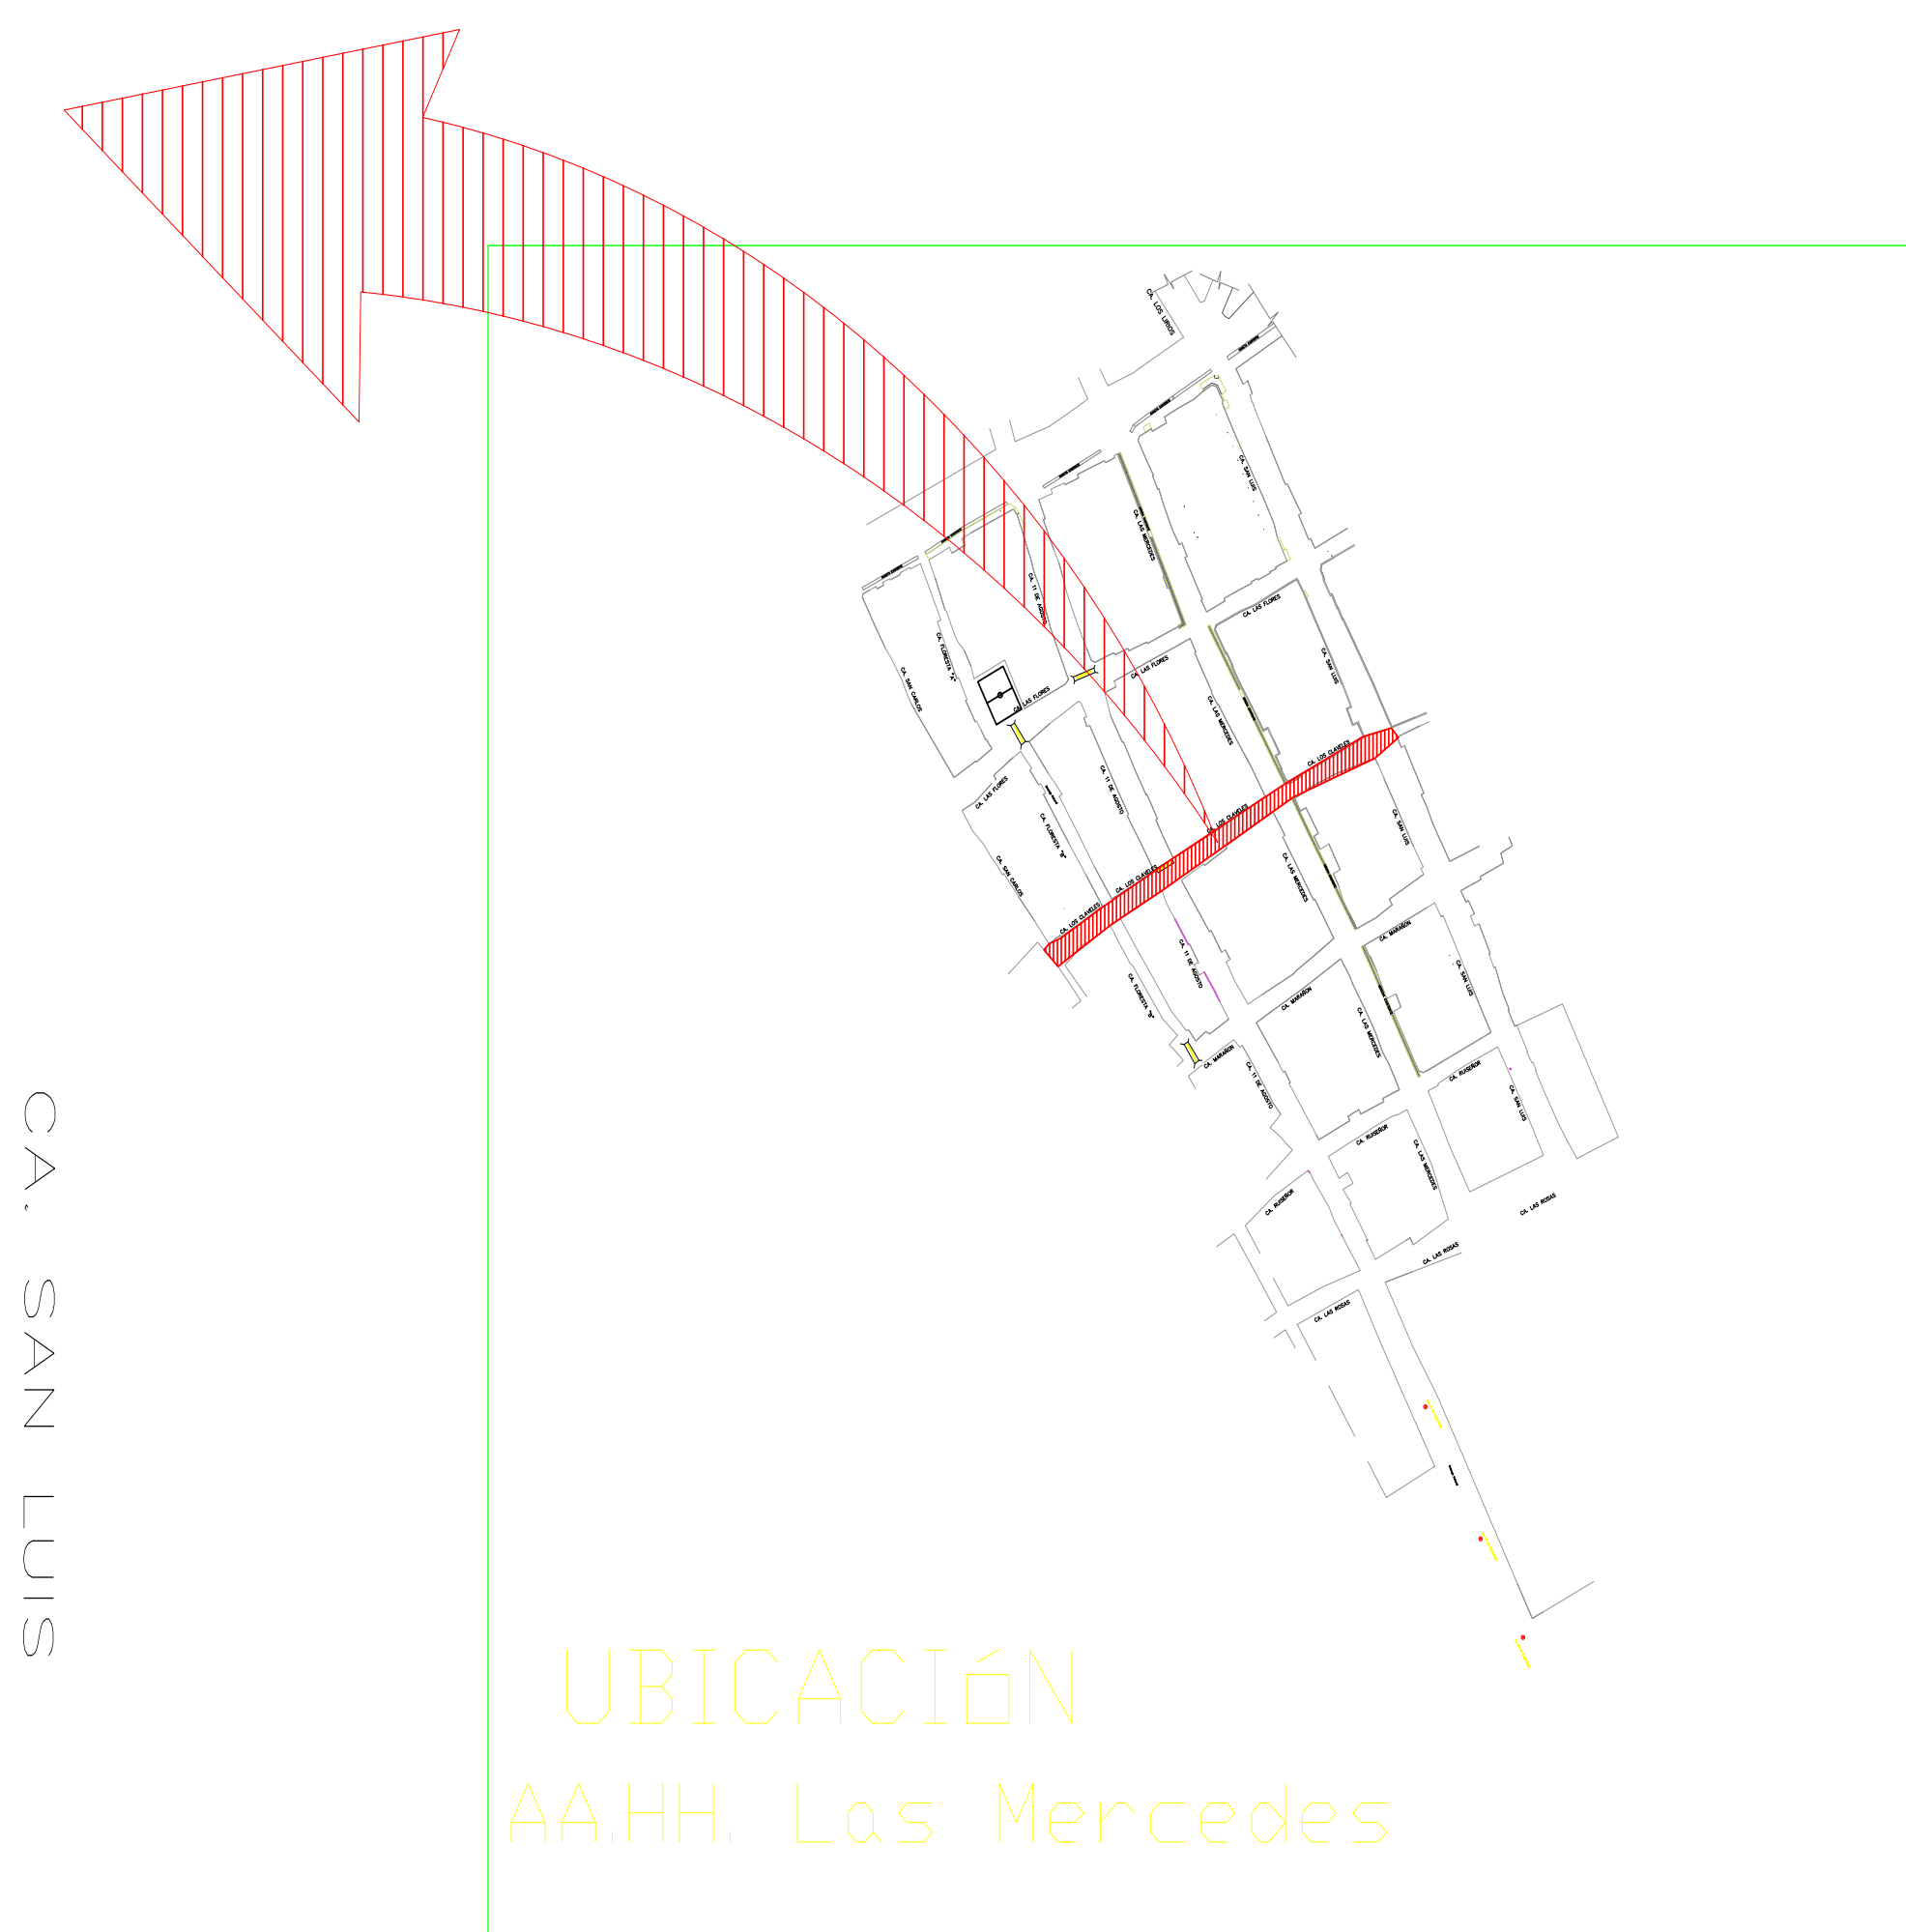 CA. LOS LIRIOS
CA. SAN LUIS
CA. LAS MERCEDES
CA. 11 DE AGOSTO
CA. LAS FLORES
CA. FLORESTA "A"
CA. SAN CARLOS
CA. LAS FLORES
CA. LAS FLORES
CA. SAN LUIS
CA. LAS MERCEDES
CA. LOS CLAVELES
CA. 11 DE AGOSTO
CA. LAS FLORES
CA. FLORESTA "B"
CA. LOS CLAVELES
CA. SAN LUIS
CA. SAN CARLOS
CA. LOS CLAVELES
CA. LAS MERCEDES
CA. LOS CLAVELES
CA. MARAÑON
CA. 11 DE AGOSTO
CA. SAN LUIS
CA. FLORESTA "B"
CA. MARAÑON
CA. LAS MERCEDES
CA. MARAÑON
CA. 11 DE AGOSTO
CA. RUISEÑOR
CA. SAN LUIS
CA. RUISEÑOR
CA. LAS MERCEDES
CA. RUISEÑOR
CA. LAS ROSAS
CA. LAS ROSAS
CA. LAS ROSAS
CA. SAN LUIS
UBICACIóN
AA.HH. Las Mercedes